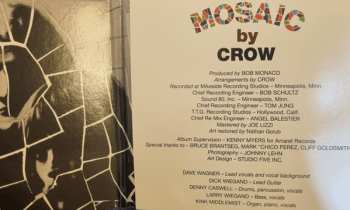 MOSAIC
by
CROW
Produced by BOB MONACO
Arrangements by CROW
Recorded at Micside Recording Studios – Minneapolis, Minn.
Chief Recording Engineer – BOB SCHULTZ
Sound 80, Inc. – Minneapolis, Minn.
Chief Recording Engineer – TOM JUNG
T.T.G. Recording Studios – Hollywood, Calif.
Chief Re-Mix Engineer – ANGEL BALESTIER
Mastered by JOE LIZZI
Art restored by Nathan Golub
Album Supervision – KENNY MYERS for Amaret Records
Special thanks to – BRUCE BRANTSEG, MARK "CHICO PEREZ, CLIFF GOLDSMITH
Photography – JOHNNY LEHN
Art Design – STUDIO FIVE INC.
DAVE WAGNER – Lead vocals and vocal background
DICK WIEGAND – Lead Guitar
DENNY CASWELL – Drums, percussion, vocals
LARRY WIEGAND – Bass, vocals
KINK MIDDLEMIST – Organ, piano, vocals